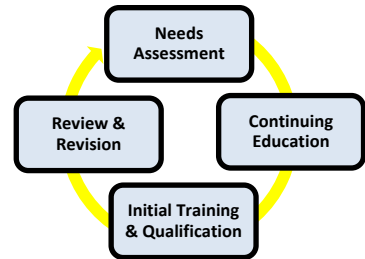 Needs
Assessment
Continuing
Education
Initial Training
& Qualification
Review &
Revision